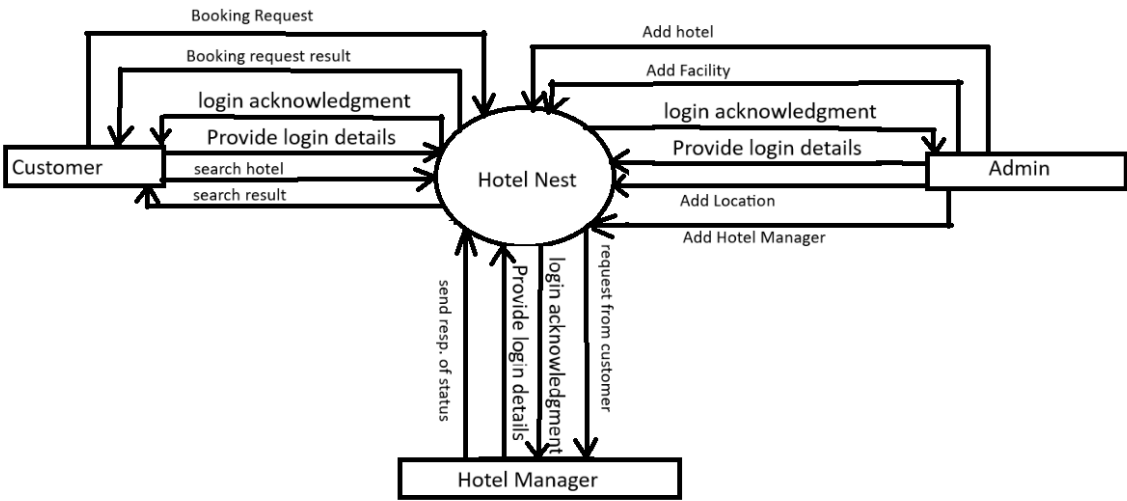 Booking Request
Booking request result
login acknowledgment
Provide login details
Customer
search hotel
search result
Hotel Nest
Add hotel
Add Facility
login acknowledgment
Provide login details
Admin
Add Location
Add Hotel Manager
send resp. of status
Provide login details
login acknowledgment
request from customer
Hotel Manager